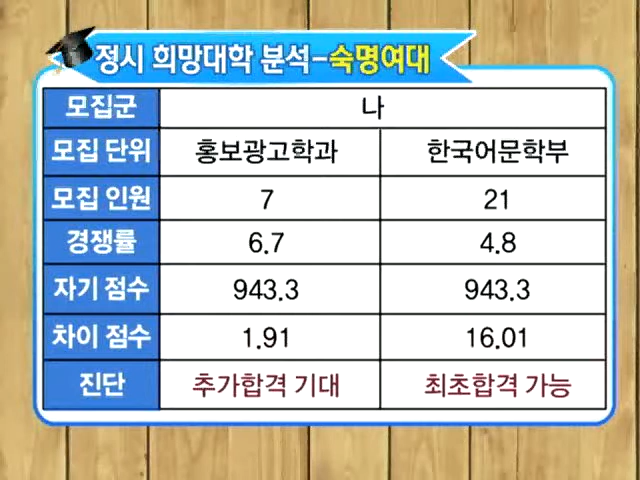 정시 희망대학 분석-숙명여대
모집군 나
모집 단위 홍보광고학과 한국어문학부
모집 인원 7 21
경쟁률 6.7 4.8
자기 점수 943.3 943.3
차이 점수 1.91 16.01
진단 추가합격 기대 최초합격 가능